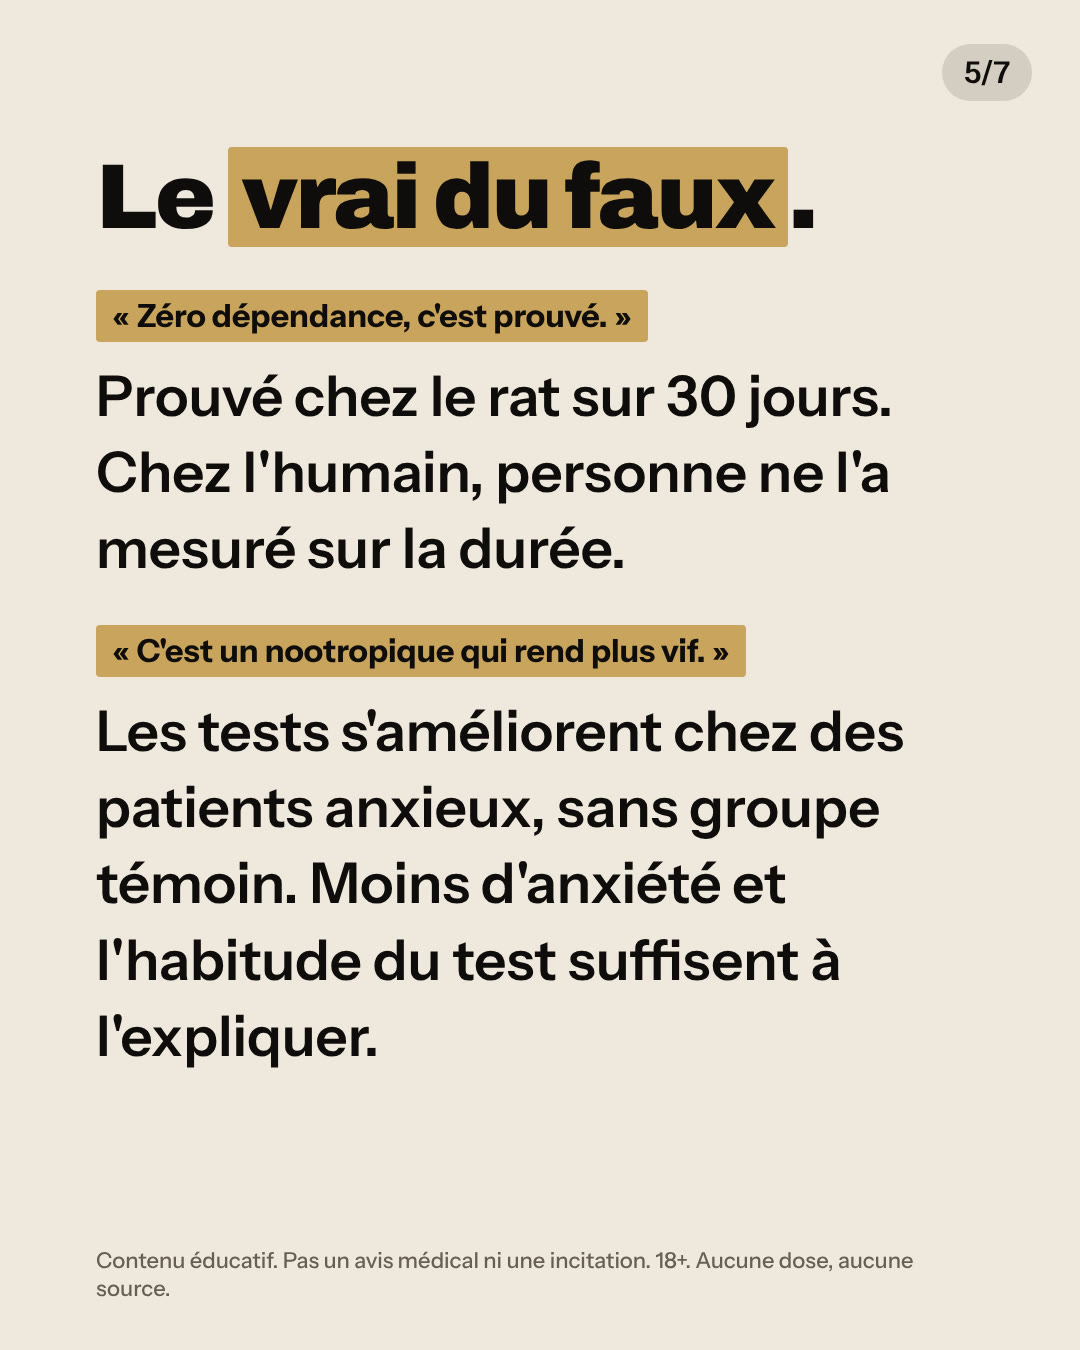 5/7
Le vrai du faux.
« Zéro dépendance, c'est prouvé. »
Prouvé chez le rat sur 30 jours.
Chez l'humain, personne ne l'a
mesuré sur la durée.
« C'est un nootropique qui rend plus vif. »
Les tests s'améliorent chez des
patients anxieux, sans groupe
témoin. Moins d'anxiété et
l'habitude du test suffisent à
l'expliquer.
Contenu éducatif. Pas un avis médical ni une incitation. 18+. Aucune dose, aucune
source.